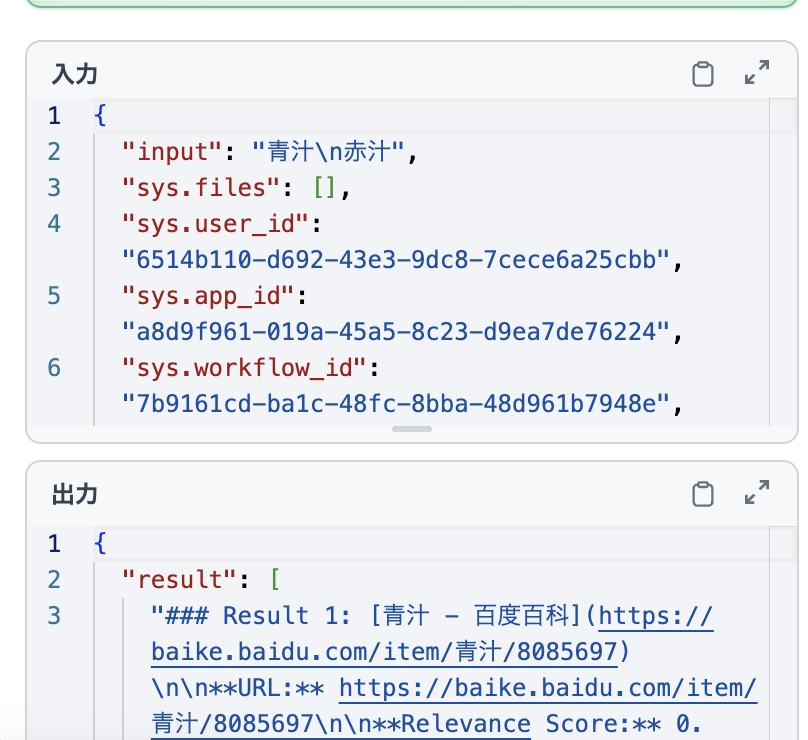 入力
1 {
2 "input": "青汁\n赤汁",
3 "sys.files": [],
4 "sys.user_id":
"6514b110-d692-43e3-9dc8-7cece6a25cbb",
5 "sys.app_id":
"a8d9f961-019a-45a5-8c23-d9ea7de76224",
6 "sys.workflow_id":
"7b9161cd-ba1c-48fc-8bba-48d961b7948e",
出力
1 {
2 "result": [
3 "### Result 1: [青汁 - 百度百科](https://
baike.baidu.com/item/青汁/8085697)
\n\n**URL:** https://baike.baidu.com/item/
青汁/8085697\n\n**Relevance Score:** 0.